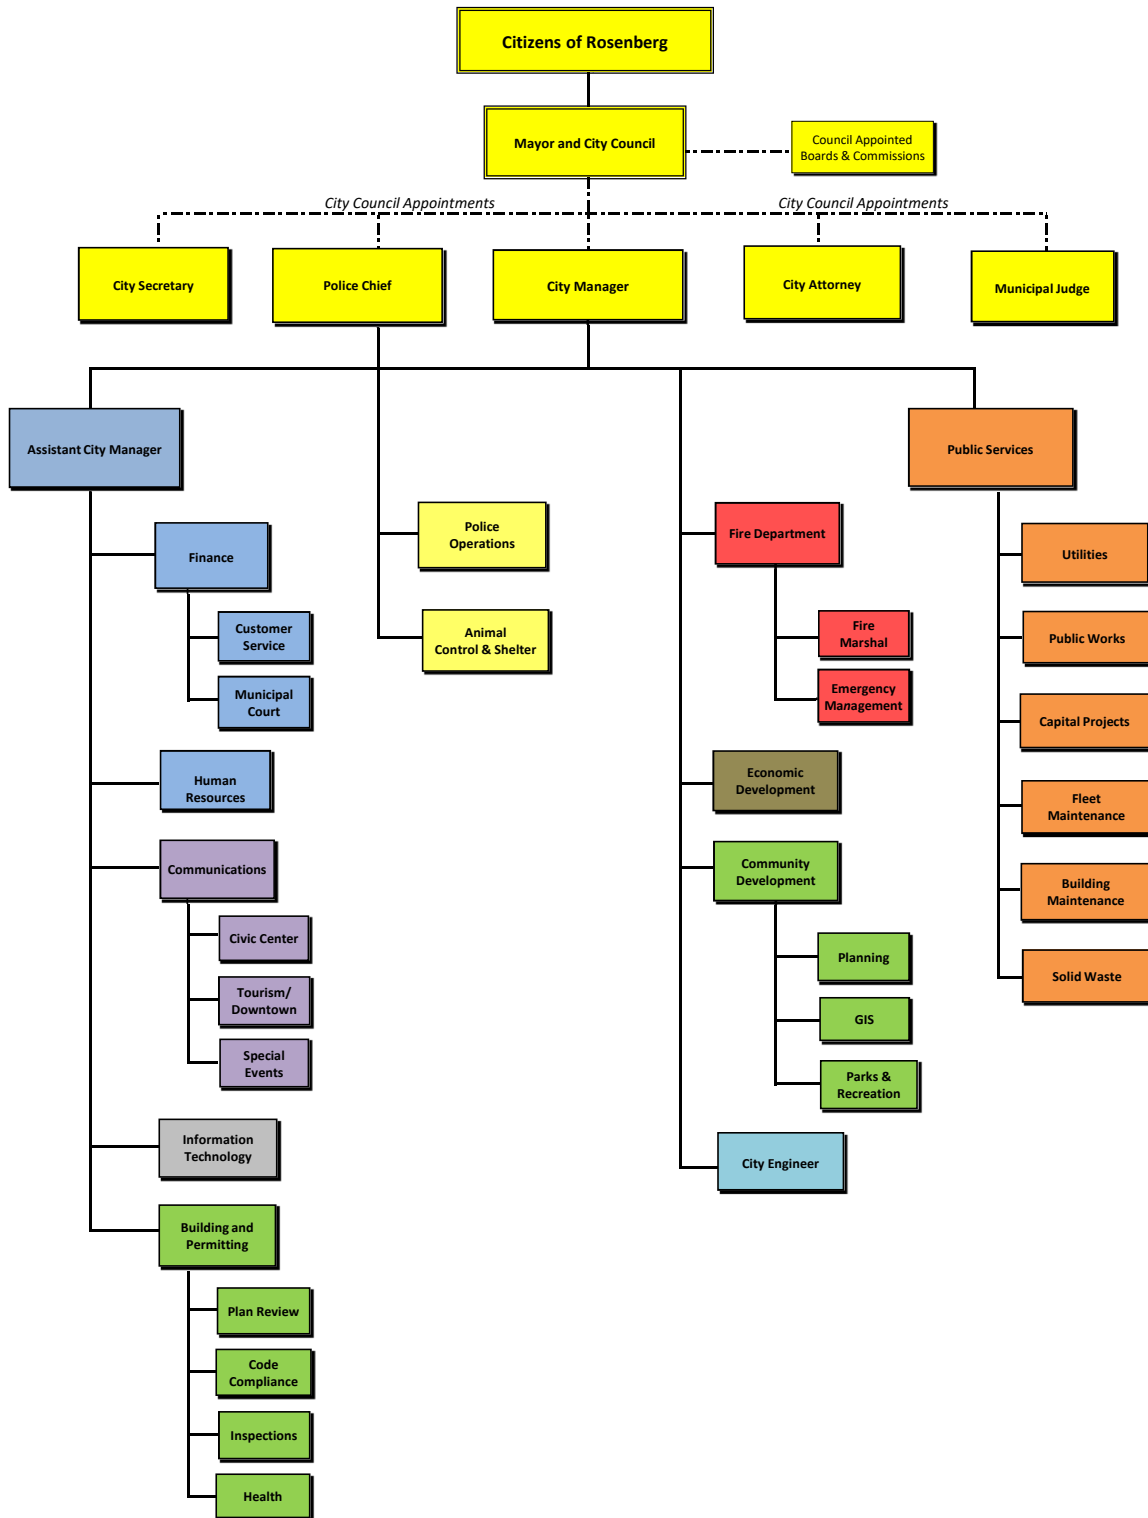 Citizens of Rosenberg
Mayor and City Council
Council Appointed
Boards & Commissions
City Council Appointments
City Council Appointments
City Secretary
Police Chief
City Manager
City Attorney
Municipal Judge
Assistant City Manager
Finance
Customer
Service
Municipal
Court
Human
Resources
Communications
Civic Center
Tourism/
Downtown
Special
Events
Information
Technology
Building and
Permitting
Plan Review
Code
Compliance
Inspections
Health
Police
Operations
Animal
Control & Shelter
Fire Department
Fire
Marshal
Emergency
Management
Economic
Development
Community
Development
Planning
GIS
Parks &
Recreation
City Engineer
Public Services
Utilities
Public Works
Capital Projects
Fleet
Maintenance
Building
Maintenance
Solid Waste